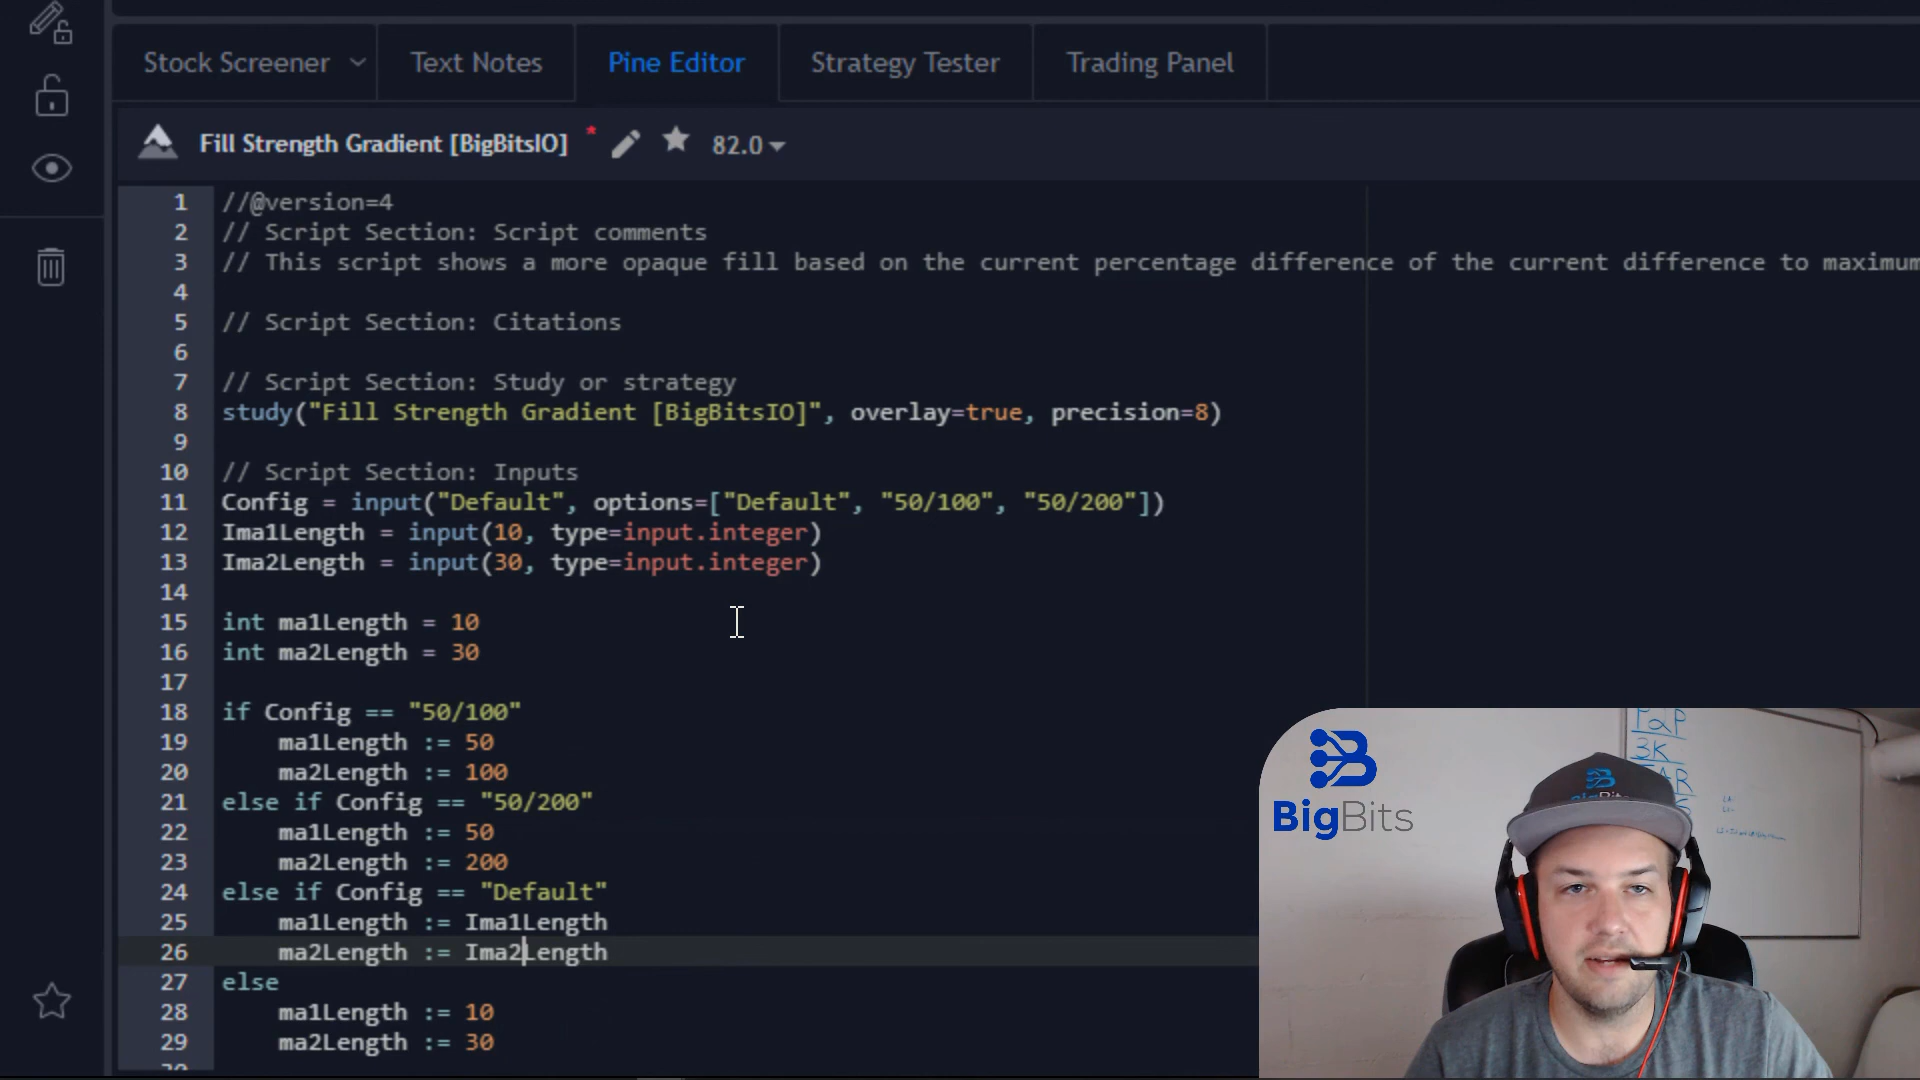 Stock Screener
Text Notes
Pine Editor
Strategy Tester
Trading Panel
Fill Strength Gradient [BigBitsIO] *
82.0
1 //@version=4
2 // Script Section: Script comments
3 // This script shows a more opaque fill based on the current percentage difference of the current difference to maximum
4
5 // Script Section: Citations
6
7 // Script Section: Study or strategy
8 study("Fill Strength Gradient [BigBitsIO]", overlay=true, precision=8)
9
10 // Script Section: Inputs
11 Config = input("Default", options=["Default", "50/100", "50/200"])
12 Ima1Length = input(10, type=input.integer)
13 Ima2Length = input(30, type=input.integer)
14
15 int ma1Length = 10
16 int ma2Length = 30
17
18 if Config == "50/100"
19 ma1Length := 50
20 ma2Length := 100
21 else if Config == "50/200"
22 ma1Length := 50
23 ma2Length := 200
24 else if Config == "Default"
25 ma1Length := Ima1Length
26 ma2Length := Ima2Length
27 else
28 ma1Length := 10
29 ma2Length := 30
BigBits
P2P
3K